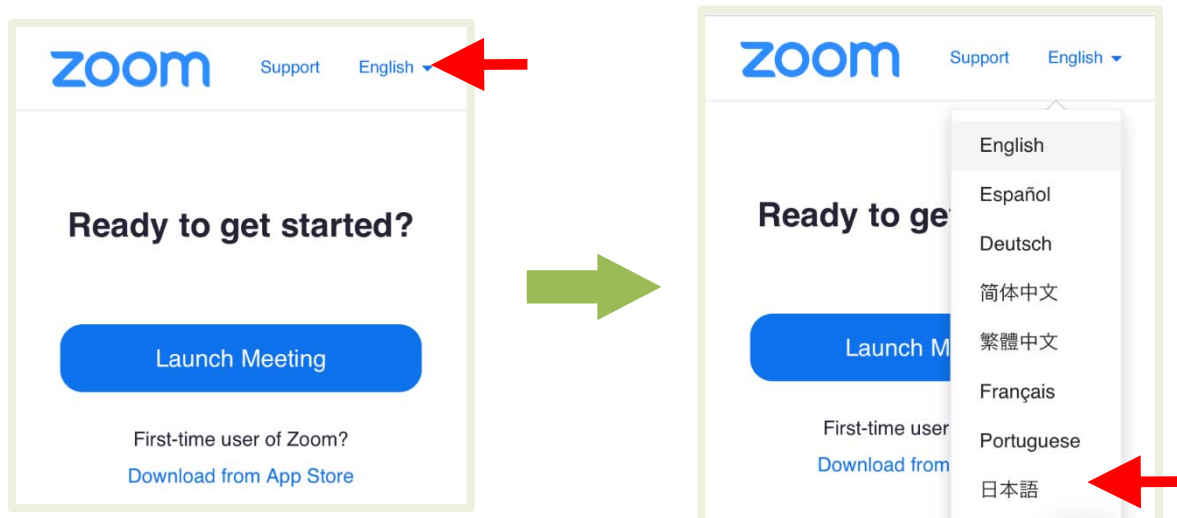 zoom Support English
Ready to get started?
Launch Meeting
First-time user of Zoom?
Download from App Store
zoom Support English
English
Español
Ready to ge
Deutsch
简体中文
Launch M
繁體中文
Français
First-time user
Portuguese
Download from
日本語